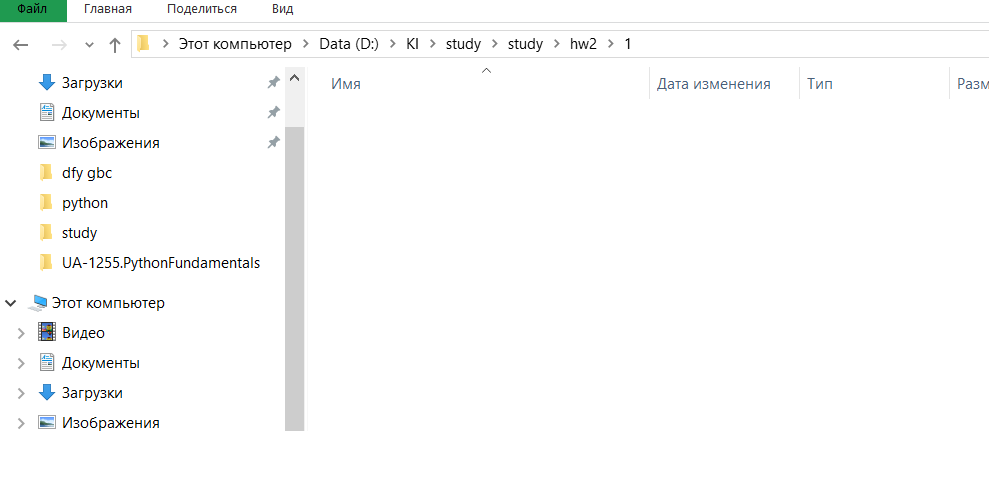 Файл Главная Поделиться Вид
Этот компьютер Data (D:) KI study study hw2 1
Имя Дата изменения Тип Разм
Загрузки
Документы
Изображения
dfy gbc
python
study
UA-1255.PythonFundamentals
Этот компьютер
Видео
Документы
Загрузки
Изображения